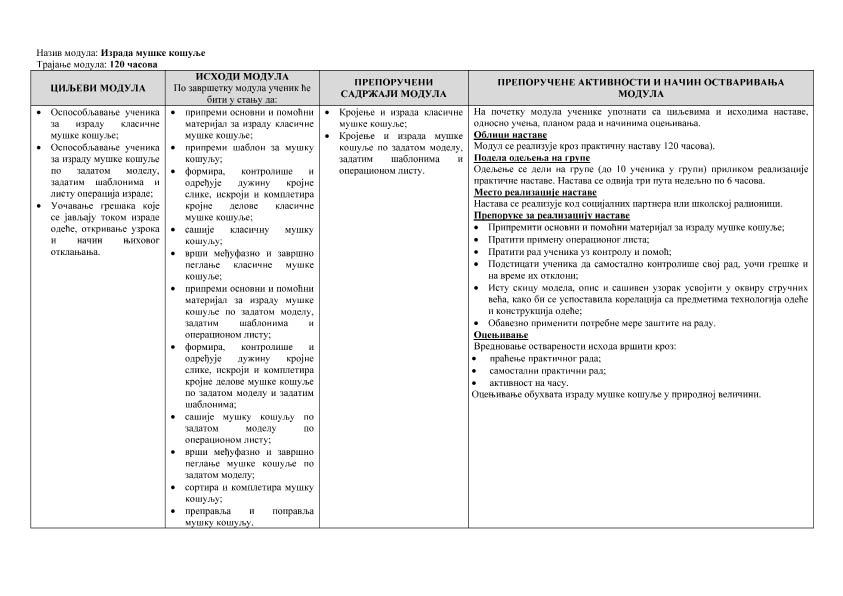 Назив модула: Израда мушке кошуље
Трајање модула: 120 часова
ЦИЉЕВИ МОДУЛА
ИСХОДИ МОДУЛА
По завршетку модула ученик ће
бити у стању да:
ПРЕПОРУЧЕНИ
САДРЖАЈИ МОДУЛА
ПРЕПОРУЧЕНЕ АКТИВНОСТИ И НАЧИН ОСТВАРИВАЊА
МОДУЛА
• Оспособљавање ученика
за израду класичне
мушке кошуље;
• Оспособљавање ученика
за израду мушке кошуље
по задатом моделу,
задатим шаблонима и
листу операција израде;
• Уочавање грешака које
се јављају током израде
одеће, откривање узрока
и начин њиховог
отклањања.
• припреми основни и помоћни
материјал за израду класичне
мушке кошуље;
• припреми шаблон за мушку
кошуљу;
• формира, контролише и
одређује дужину кројне
слике, искроји и комплетира
кројне делове класичне
мушке кошуље;
• сашије класичну мушку
кошуљу;
• врши међуфазно и завршно
пеглање класичне мушке
кошуље;
• припреми основни и помоћни
материјал за израду мушке
кошуље по задатом моделу,
задатим шаблонима и
операционом листу;
• формира, контролише и
одређује дужину кројне
слике, искроји и комплетира
кројне делове мушке кошуље
по задатом моделу и задатим
шаблонима;
• сашије мушку кошуљу по
задатом моделу по
операционом листу;
• врши међуфазно и завршно
пеглање мушке кошуље по
задатом моделу;
• сортира и комплетира мушку
кошуљу;
• преправља и поправља
мушку кошуљу.
• Кројење и израда класичне
мушке кошуље;
• Кројење и израда мушке
кошуље по задатом моделу,
задатим шаблонима и
операционом листу.
На почетку модула ученике упознати са циљевима и исходима наставе,
односно учења, планом рада и начинима оцењивања.
Облици наставе
Модул се реализује кроз практичну наставу 120 часова).
Подела одељења на групе
Одељење се дели на групе (до 10 ученика у групи) приликом реализације
практичне наставе. Настава се одвија три пута недељно по 6 часова.
Место реализације наставе
Настава се реализује код социјалних партнера или школској радионици.
Препоруке за реализацију наставе
• Припремити основни и помоћни материјал за израду мушке кошуље;
• Пратити примену операционог листа;
• Пратити рад ученика уз контролу и помоћ;
• Подстицати ученика да самостално контролише свој рад, уочи грешке и
на време их отклони;
• Исту скицу модела, опис и сашивен узорак усвојити у оквиру стручних
већа, како би се успоставила корелација са предметима технологија одеће
и конструкција одеће;
• Обавезно применити потребне мере заштите на раду.
Оцењивање
Вредновање остварености исхода вршити кроз:
• праћење практичног рада;
• самостални практични рад;
• активност на часу.
Оцењивање обухвата израду мушке кошуље у природној величини.